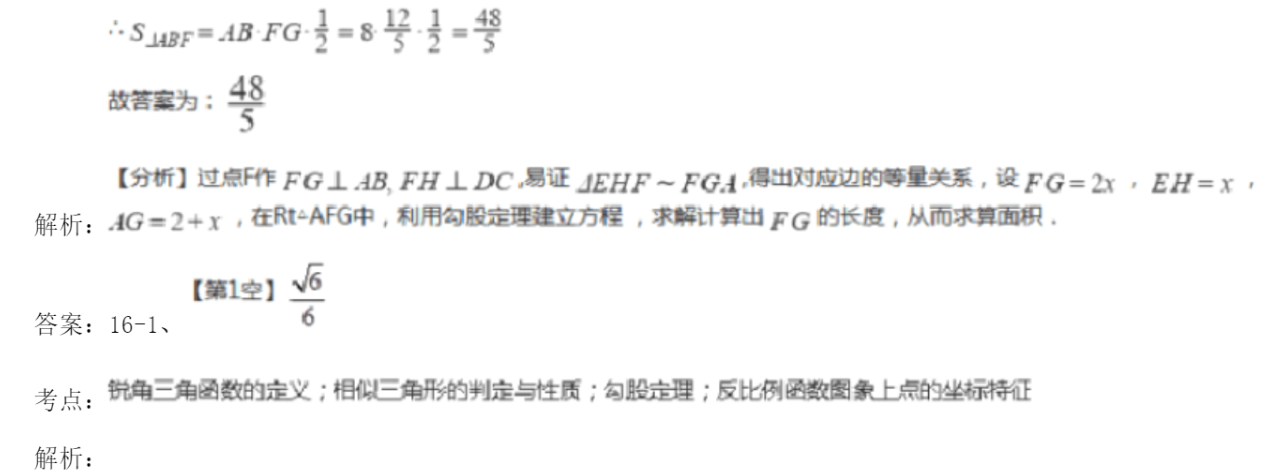 ∴ S⊥ABF = AB·FG·1/2 = 8·12/5·1/2 = 48/5
故答案为：48/5
【分析】过点F作 FG⊥AB, FH⊥DC ,易证 ΔEHF~FGA ,得出对应边的等量关系，设 FG=2x ， EH=x ，
解析：AG=2+x ，在Rt△AFG中，利用勾股定理建立方程 ，求解计算出 FG 的长度，从而求算面积．
【第1空】√6/6
答案：16-1、
考点：锐角三角函数的定义；相似三角形的判定与性质；勾股定理；反比例函数图象上点的坐标特征
解析：